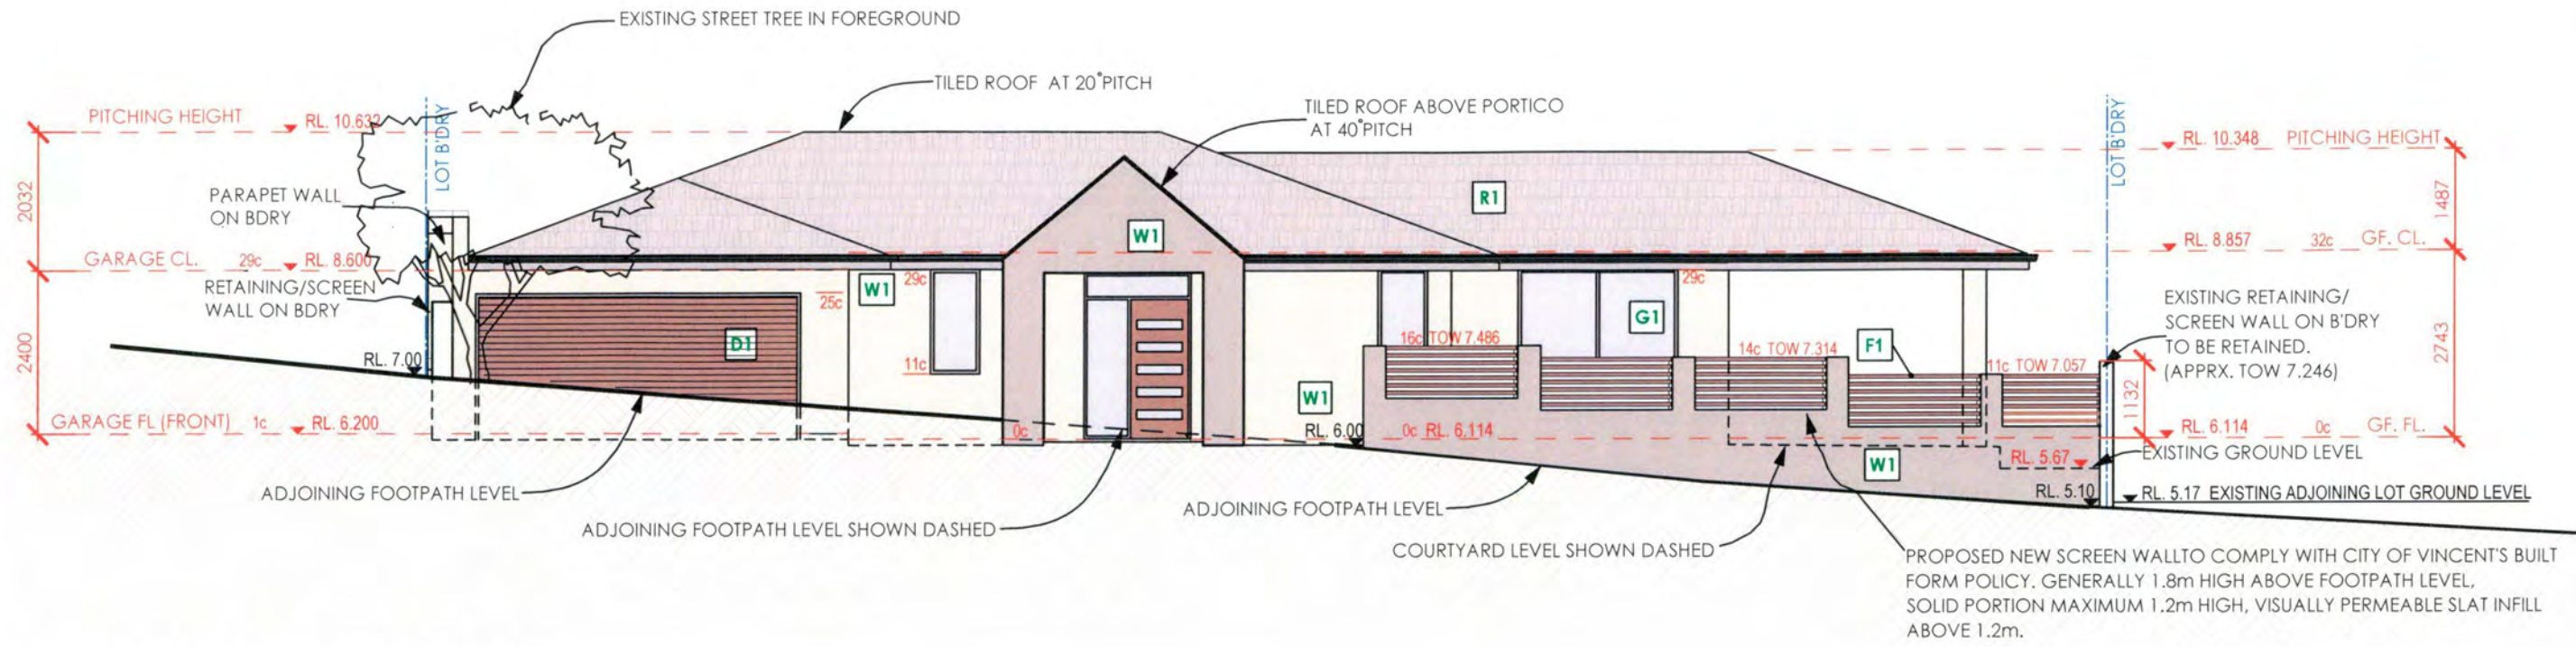 EXISTING STREET TREE IN FOREGROUND
TILED ROOF AT 20°PITCH
TILED ROOF ABOVE PORTICO
AT 40°PITCH
PITCHING HEIGHT
RL. 10.632
LOT B'DRY
LOT B'DRY
RL. 10.348 PITCHING HEIGHT
2032
PARAPET WALL
ON BDRY
R1
1487
W1
GARAGE CL. 29c RL. 8.600
RL. 8.857 32c GF. CL.
RETAINING/SCREEN
WALL ON BDRY
25c
W1
29c
29c
G1
EXISTING RETAINING/
SCREEN WALL ON B'DRY
TO BE RETAINED.
(APPRX. TOW 7.246)
D1
16c TOW 7.486
14c TOW 7.314
F1
11c TOW 7.057
2400
RL. 7.00
11c
2743
1132
W1
GARAGE FL (FRONT) 1c RL. 6.200
0c
RL. 6.00
0c RL. 6.114
RL. 6.114 0c GF. FL.
EXISTING GROUND LEVEL
RL. 5.67
W1
RL. 5.10
RL. 5.17 EXISTING ADJOINING LOT GROUND LEVEL
ADJOINING FOOTPATH LEVEL
ADJOINING FOOTPATH LEVEL SHOWN DASHED
ADJOINING FOOTPATH LEVEL
COURTYARD LEVEL SHOWN DASHED
PROPOSED NEW SCREEN WALLTO COMPLY WITH CITY OF VINCENT'S BUILT
FORM POLICY. GENERALLY 1.8m HIGH ABOVE FOOTPATH LEVEL,
SOLID PORTION MAXIMUM 1.2m HIGH, VISUALLY PERMEABLE SLAT INFILL
ABOVE 1.2m.